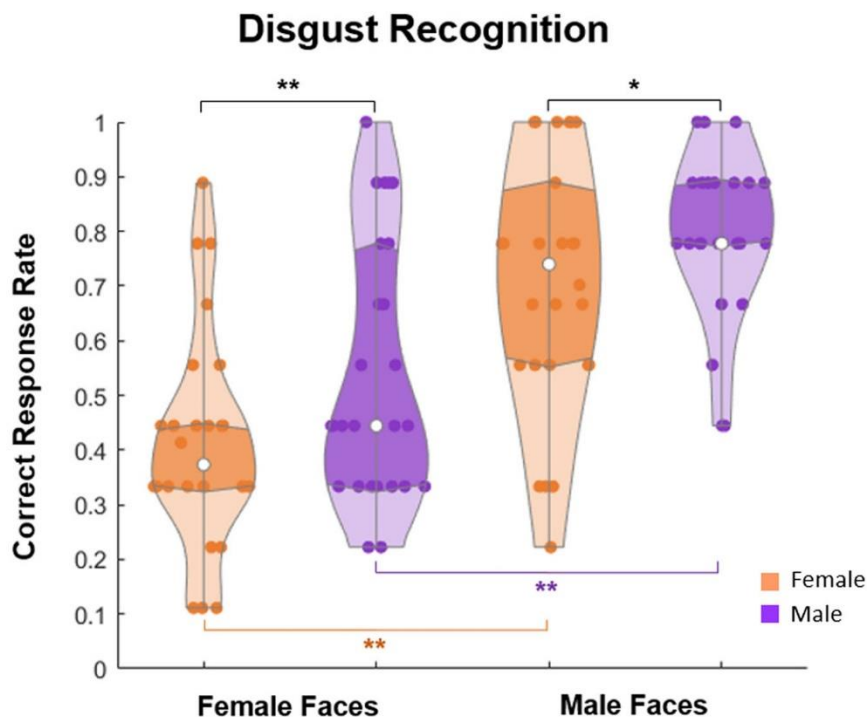 Disgust Recognition
**
*
Correct Response Rate
1
0.9
0.8
0.7
0.6
0.5
0.4
0.3
0.2
0.1
0
**
**
Female
Male
Female Faces
Male Faces